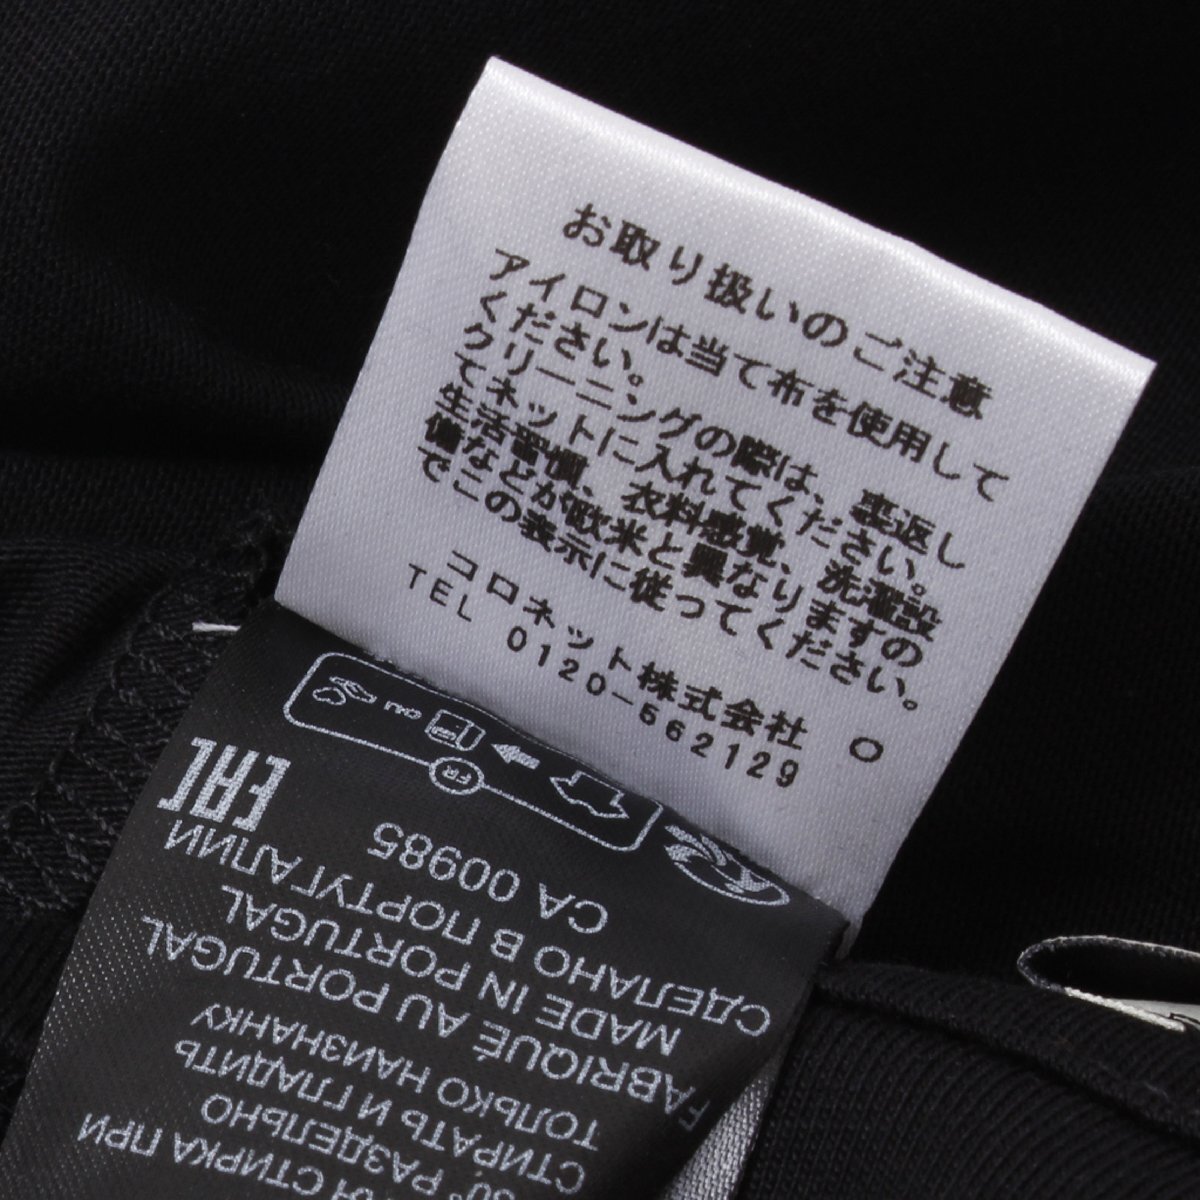 お取り扱いのご注意
アイロンは当て布を使用して
ください。
クリーニングの際は、裏返し
てネットに入れてください。
生活習慣、衣料感覚、洗濯設
備などが欧米と異なりますの
でこの表示に従ってください。
コロネット株式会社 O
TEL 0120-662129
FR
OU
EAC
CA 00985
СДЕЛАНО В ПОРТУГАЛИИ
MADE IN PORTUGAL
FABRIQUÉ AU PORTUGAL
ТОЛЬКО НАИЗНАНКУ
СТИРАТЬ И ГЛАДИТЬ
РАЗДЕЛЬНО
СТИРКА ПРИ